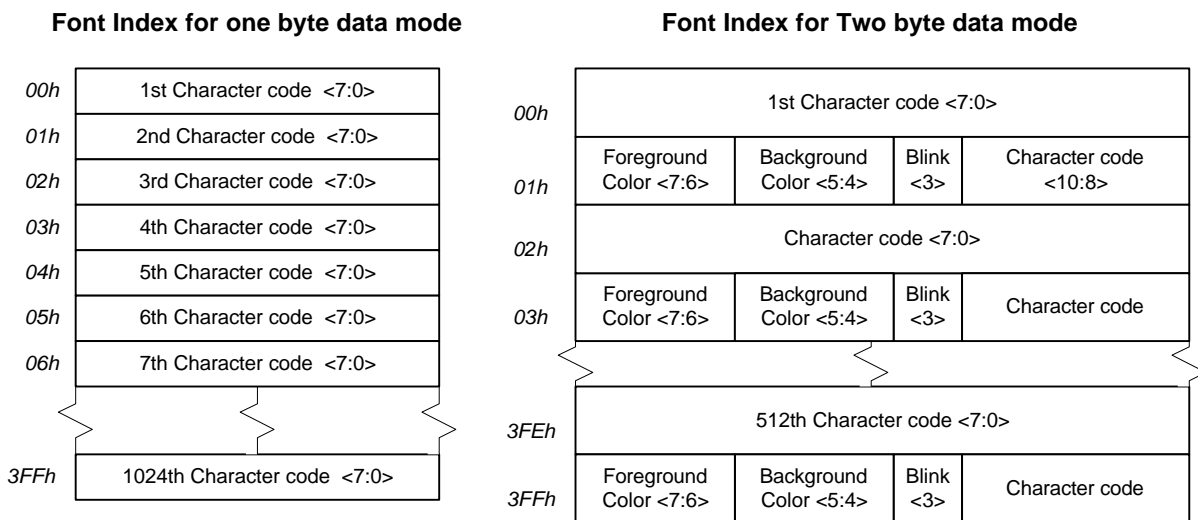 Font Index for one byte data mode
00h 1st Character code <7:0>
01h 2nd Character code <7:0>
02h 3rd Character code <7:0>
03h 4th Character code <7:0>
04h 5th Character code <7:0>
05h 6th Character code <7:0>
06h 7th Character code <7:0>
3FFh 1024th Character code <7:0>
Font Index for Two byte data mode
00h 1st Character code <7:0>
01h Foreground Color <7:6> Background Color <5:4> Blink <3> Character code <10:8>
02h Character code <7:0>
03h Foreground Color <7:6> Background Color <5:4> Blink <3> Character code
3FEh 512th Character code <7:0>
3FFh Foreground Color <7:6> Background Color <5:4> Blink <3> Character code